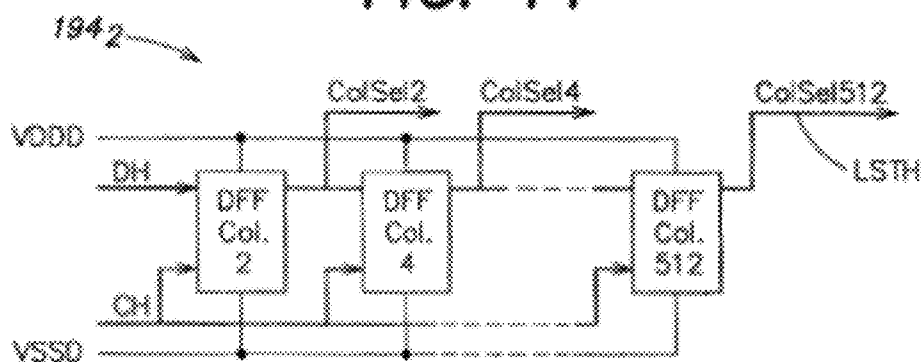 194₂
ColSel2
ColSel4
ColSel512
VDDD
DH
LSTH
DFF
Col.
2
DFF
Col.
4
DFF
Col.
512
CH
VSSD